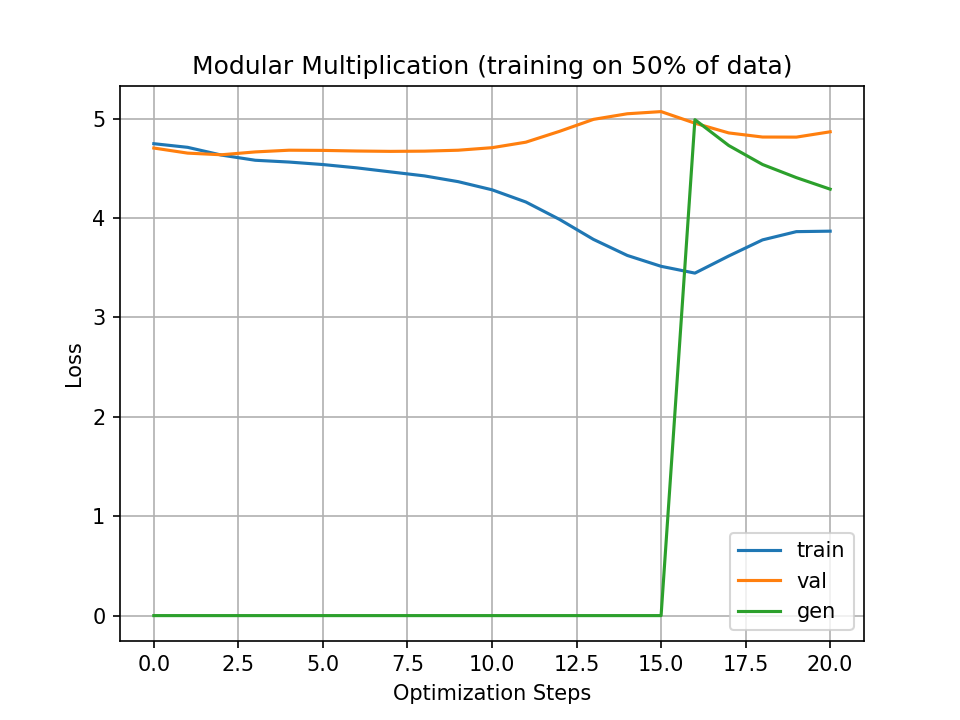 Modular Multiplication (training on 50% of data)
5
4
3
2
1
0
Loss
train
val
gen
0.0 2.5 5.0 7.5 10.0 12.5 15.0 17.5 20.0
Optimization Steps